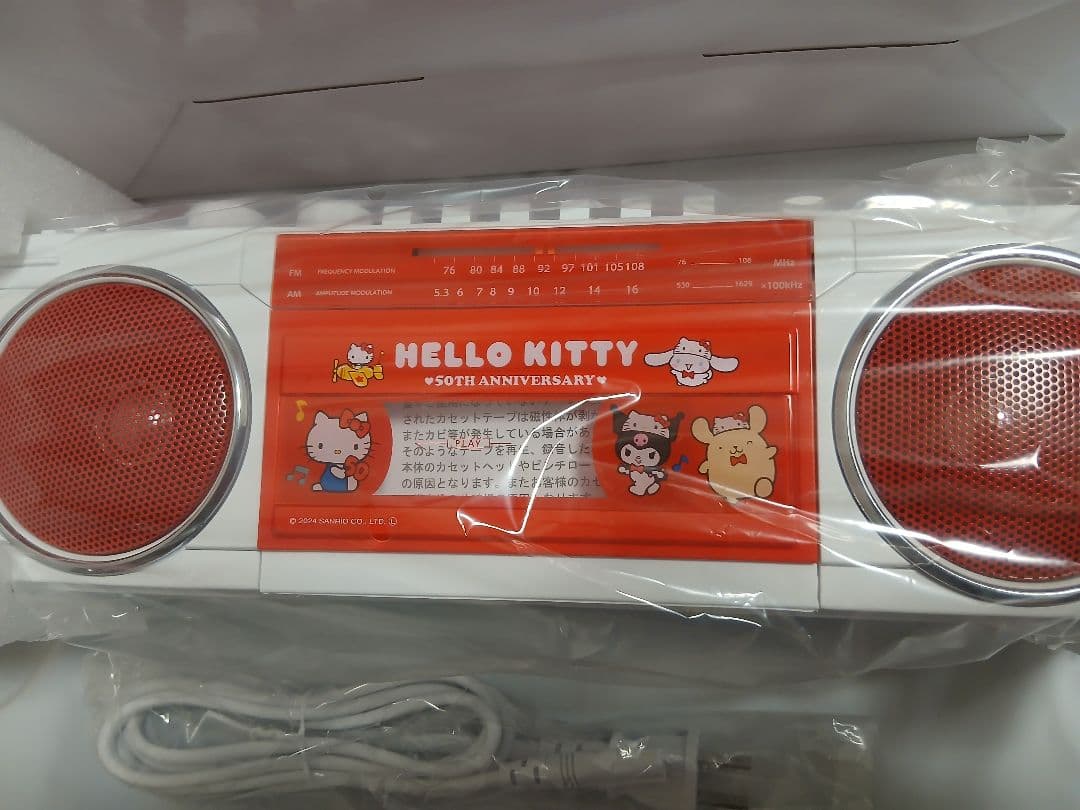 FM FREQUENCY MODULATION 76 80 84 88 92 97 101 105 108 76 108 MHz
AM AMPLITUDE MODULATION 5.3 6 7 8 9 10 12 14 16 530 1629 ×100kHz
HELLO KITTY
♥50TH ANNIVERSARY♥
されたカセットテープは磁性体が剥が
またカビ等が発生している場合があ
PLAY
そのようなテープを再生、録音した
本体のカセットヘッドやピンチロー
の原因となります。またお客様のカセ
© 2024 SANRIO CO., LTD. Ⓛ